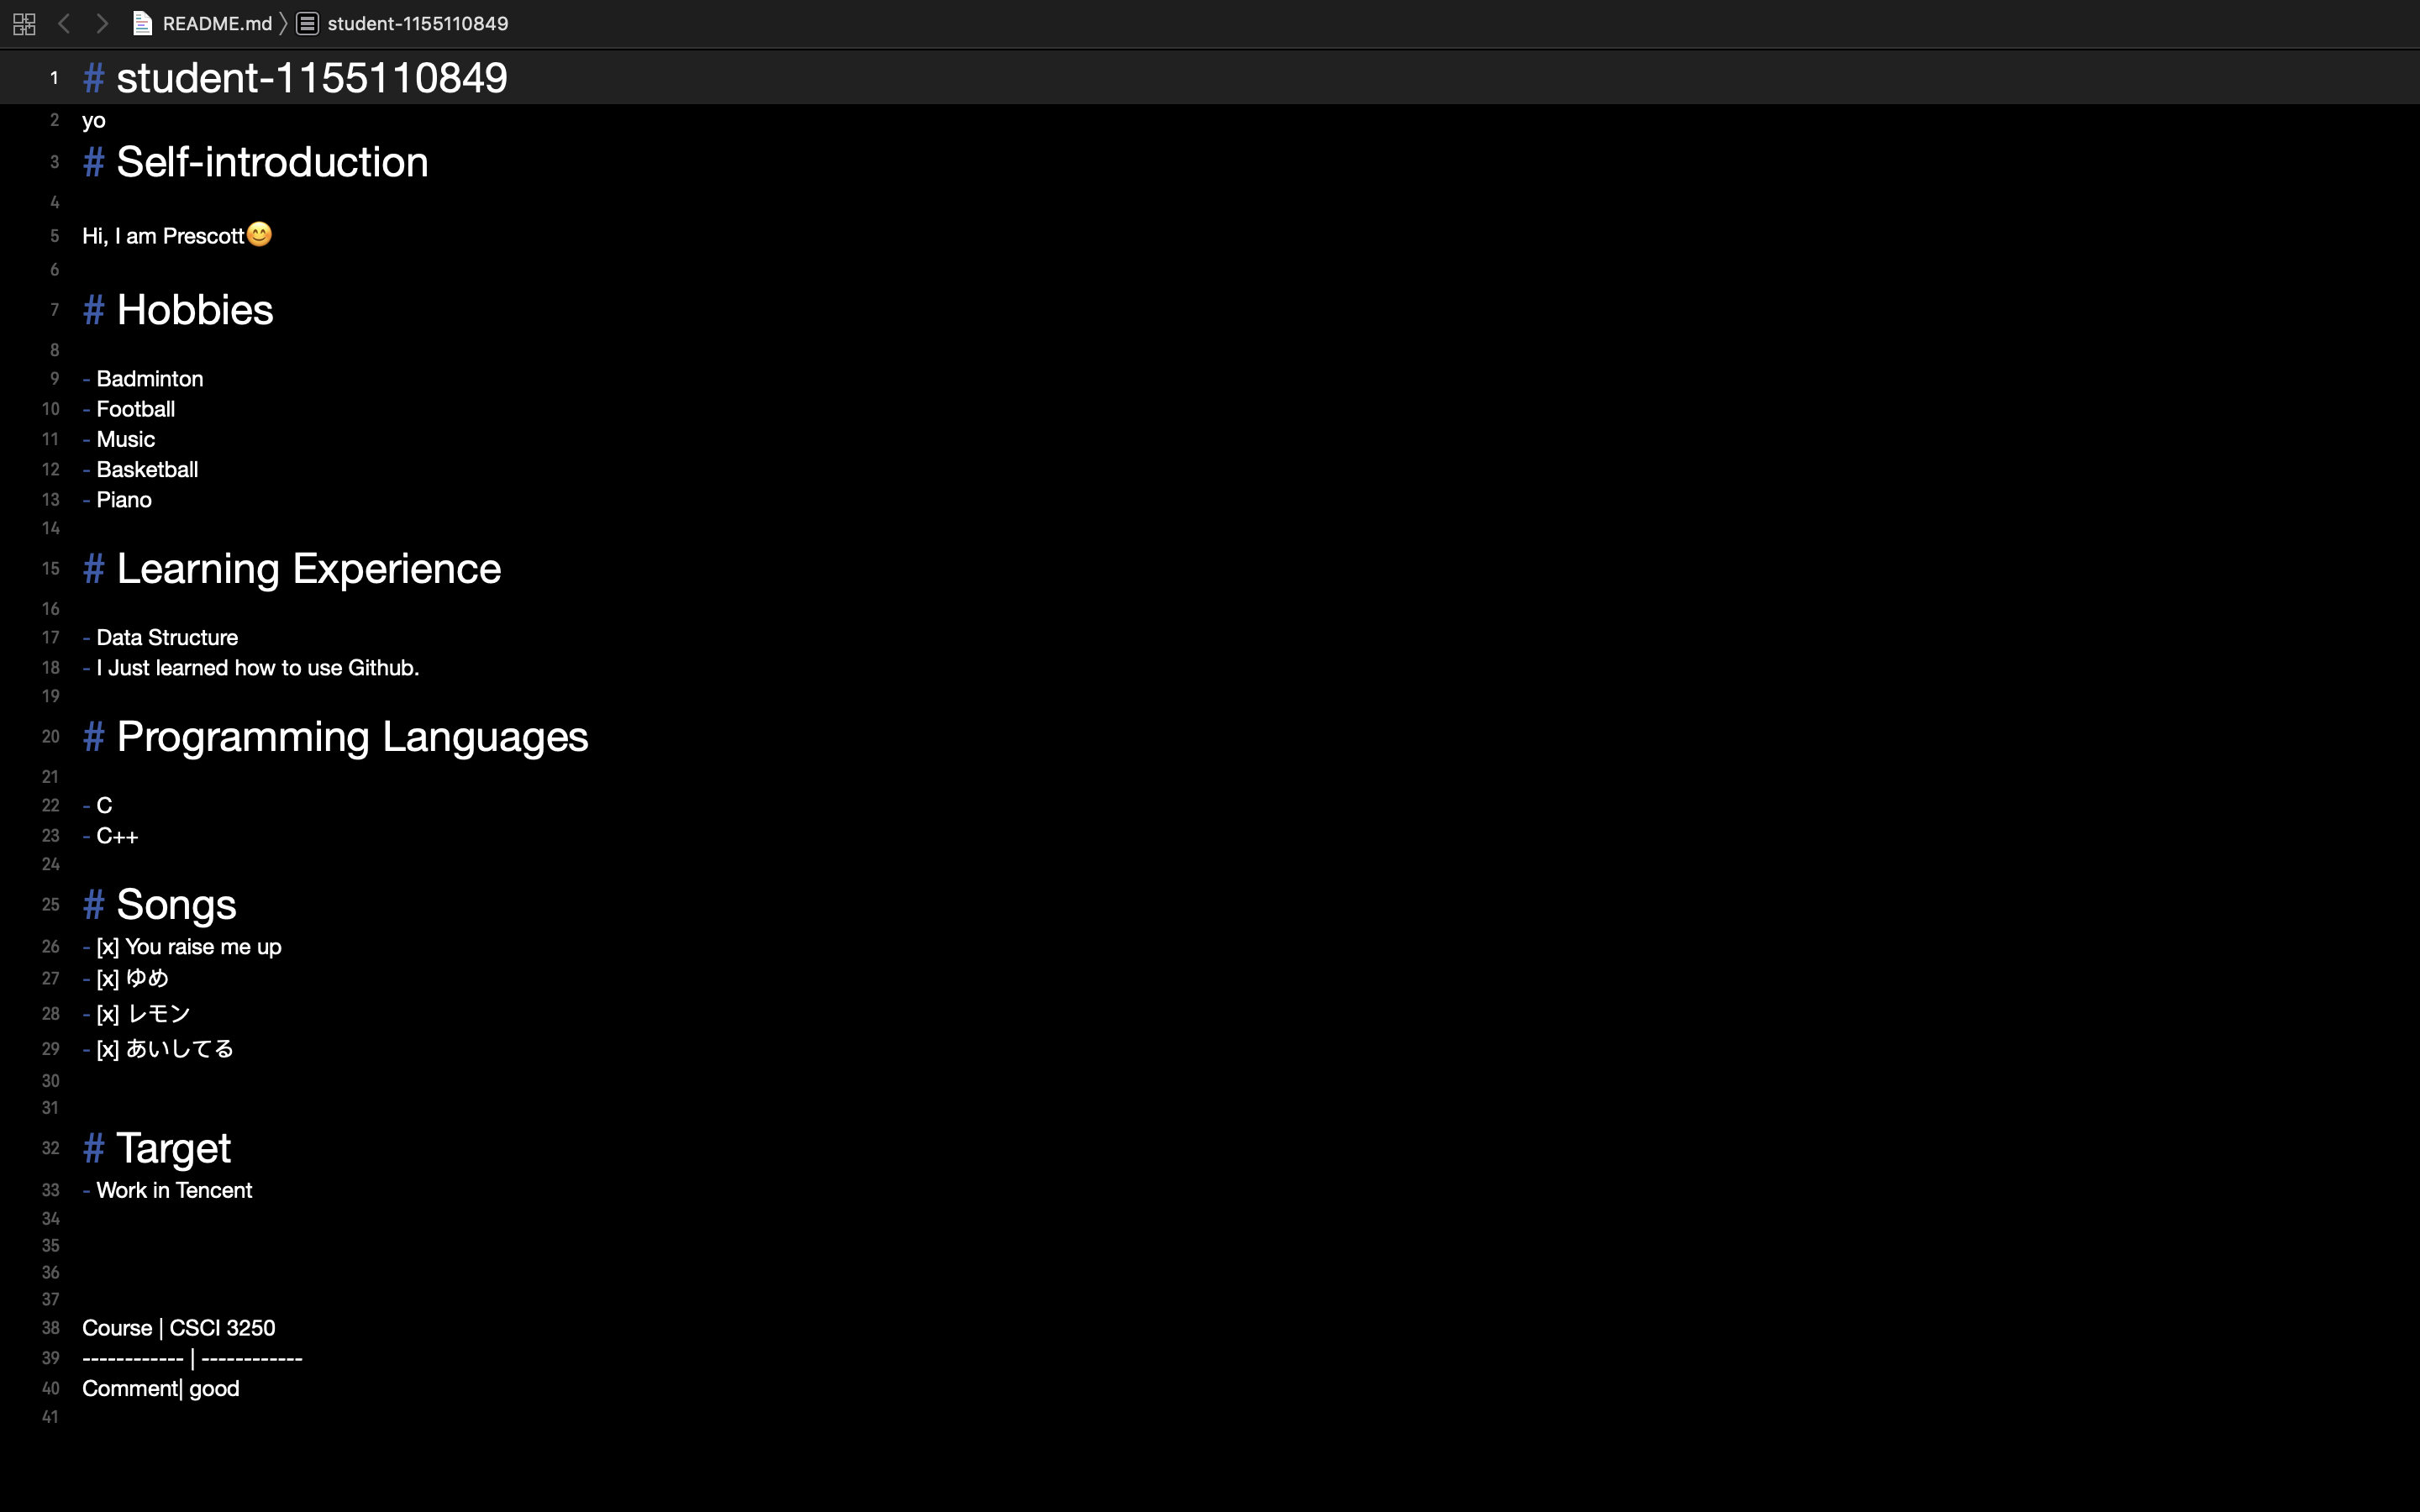 README.md 〉 student-1155110849
1 # student-1155110849
2 yo
3 # Self-introduction
4
5 Hi, I am Prescott😊
6
7 # Hobbies
8
9 - Badminton
10 - Football
11 - Music
12 - Basketball
13 - Piano
14
15 # Learning Experience
16
17 - Data Structure
18 - I Just learned how to use Github.
19
20 # Programming Languages
21
22 - C
23 - C++
24
25 # Songs
26 - [x] You raise me up
27 - [x] ゆめ
28 - [x] レモン
29 - [x] あいしてる
30
31
32 # Target
33 - Work in Tencent
34
35
36
37
38 Course | CSCI 3250
39 ------------ | ------------
40 Comment| good
41